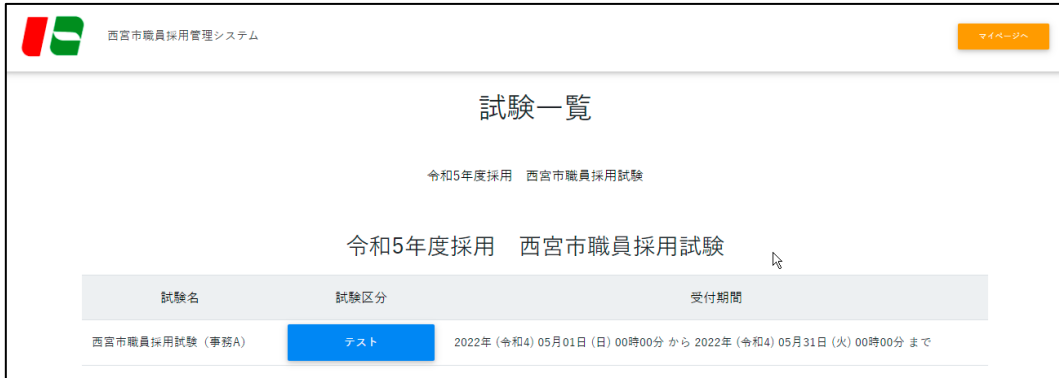 西宮市職員採用管理システム
マイページへ
試験一覧
令和5年度採用　西宮市職員採用試験
令和5年度採用　西宮市職員採用試験
試験名 試験区分 受付期間
西宮市職員採用試験（事務A） テスト 2022年 (令和4) 05月01日 (日) 00時00分 から 2022年 (令和4) 05月31日 (火) 00時00分 まで